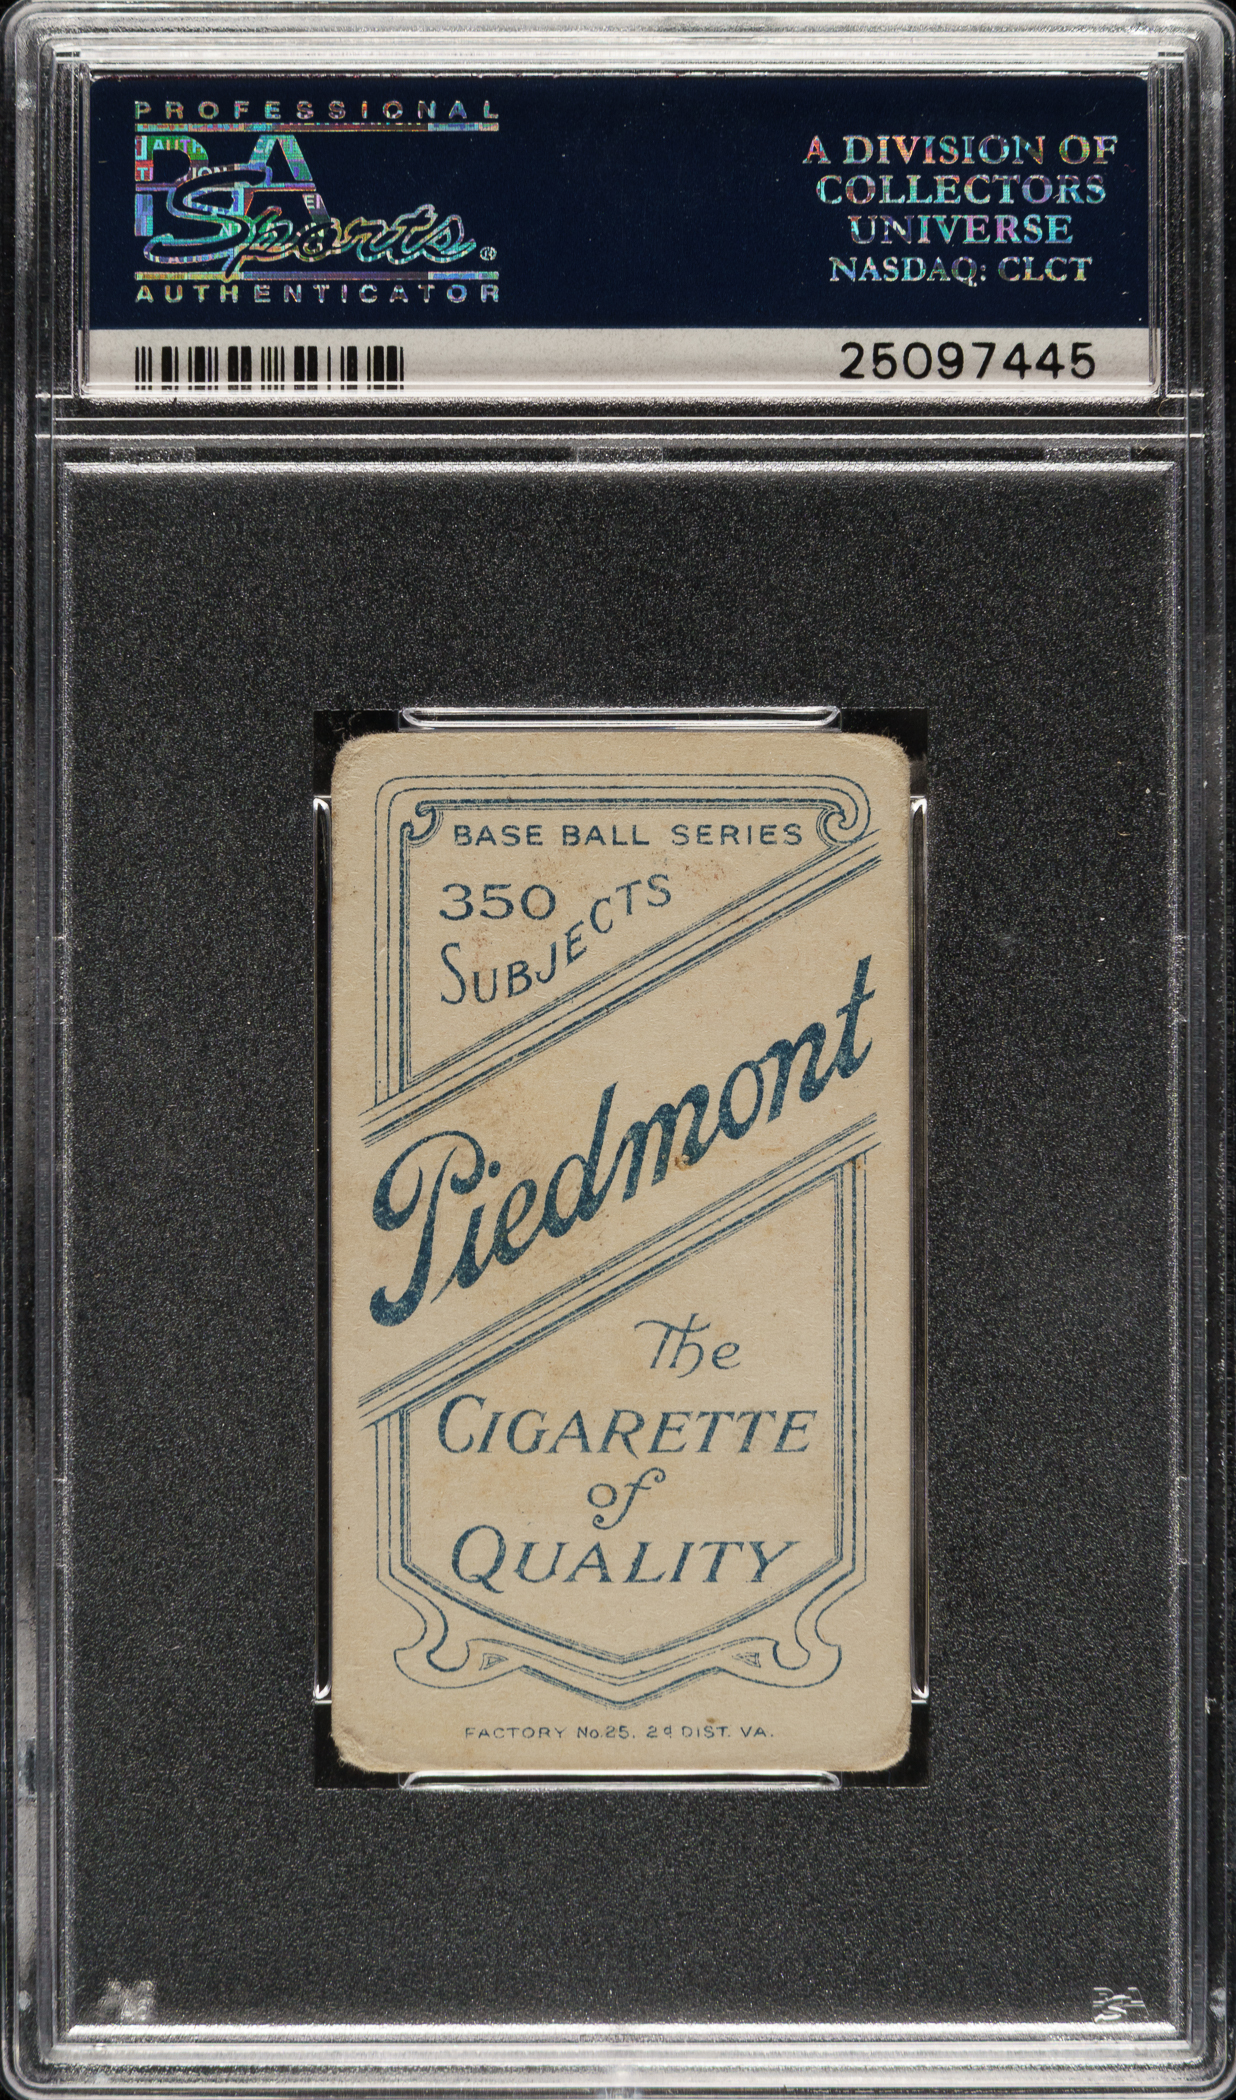 PROFESSIONAL
PSA
Sports®
AUTHENTICATOR
A DIVISION OF
COLLECTORS
UNIVERSE
NASDAQ: CLCT
25097445
BASE BALL SERIES
350
SUBJECTS
Piedmont
The
CIGARETTE
of
QUALITY
FACTORY No. 25, 2d DIST. VA.